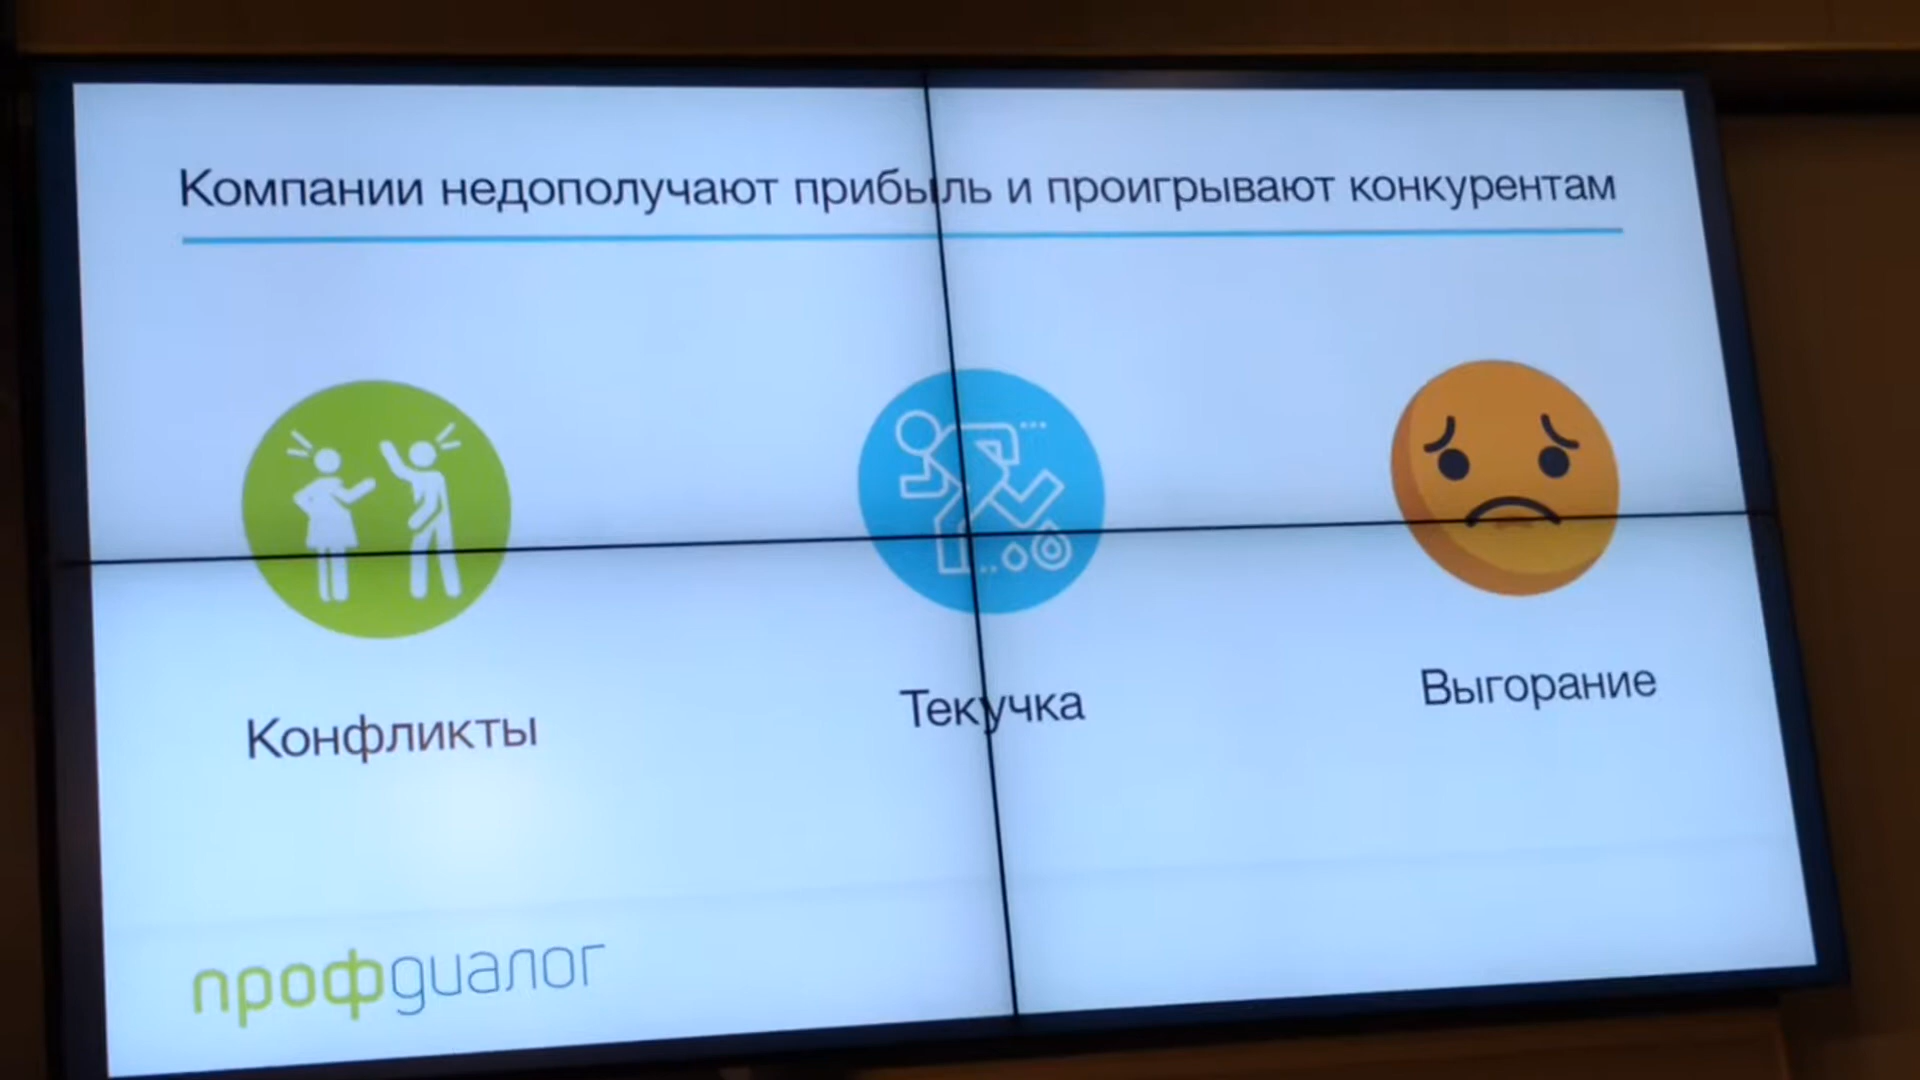 Компании недополучают прибыль и проигрывают конкурентам
Конфликты
Текучка
Выгорание
профдиалог